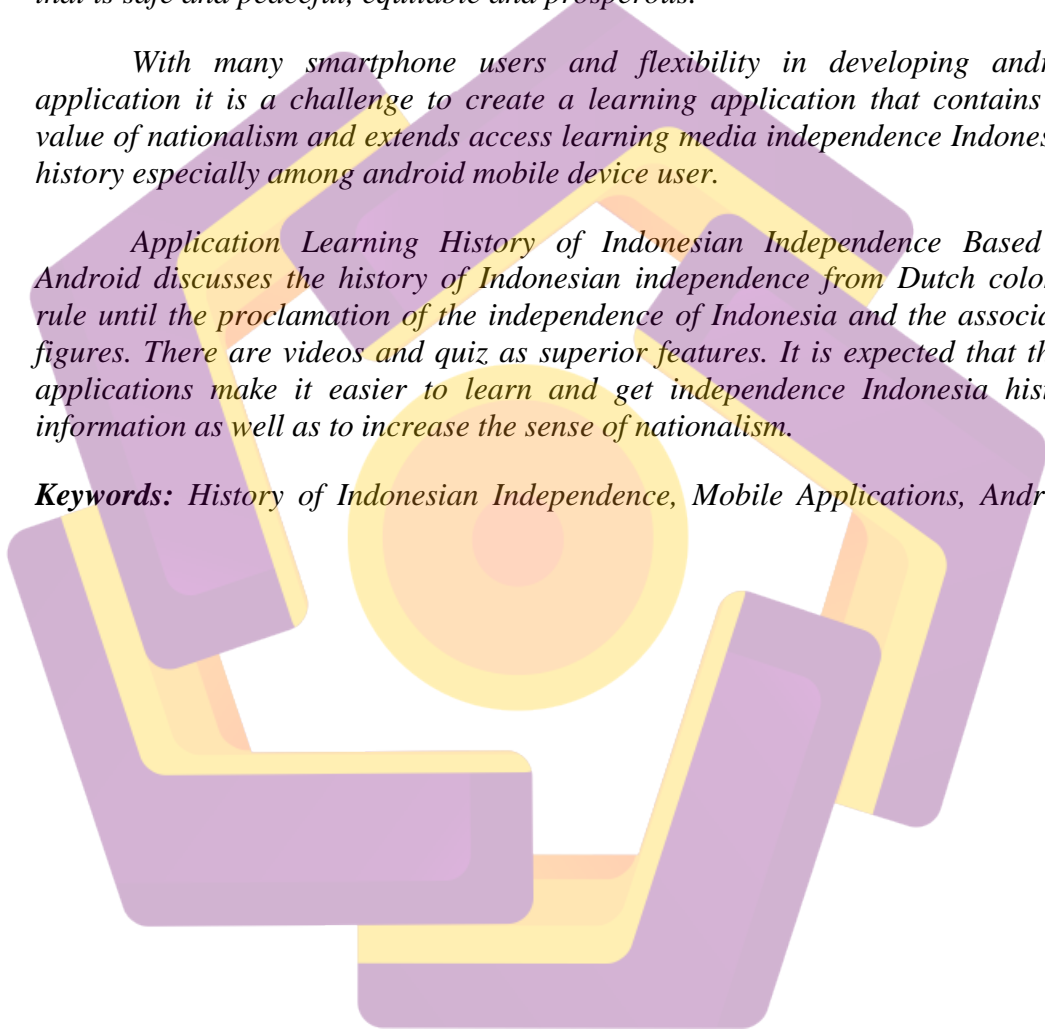 that is safe and peaceful, equitable and prosperous.
With many smartphone users and flexibility in developing andr
application it is a challenge to create a learning application that contains
value of nationalism and extends access learning media independence Indones
history especially among android mobile device user.
Application Learning History of Indonesian Independence Based
Android discusses the history of Indonesian independence from Dutch colo
rule until the proclamation of the independence of Indonesia and the associa
figures. There are videos and quiz as superior features. It is expected that th
applications make it easier to learn and get independence Indonesia hist
information as well as to increase the sense of nationalism.
Keywords: History of Indonesian Independence, Mobile Applications, Andr